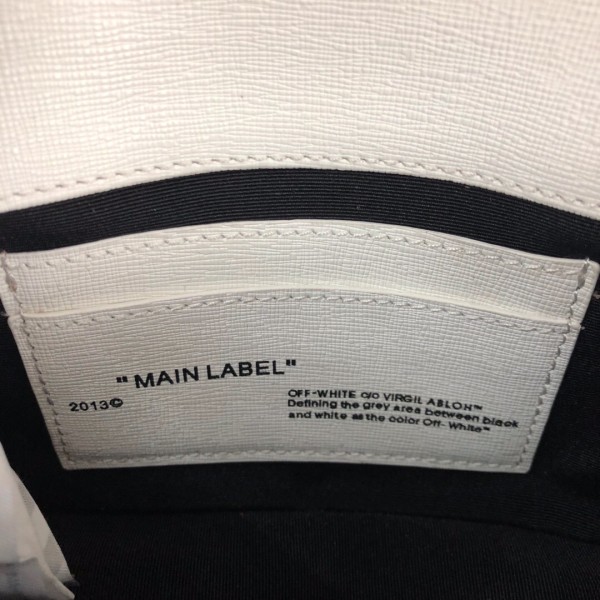 " MAIN LABEL"
2013©
OFF-WHITE c/o VIRGIL ABLOH™
Defining the grey area between black
and white as the color Off- White™